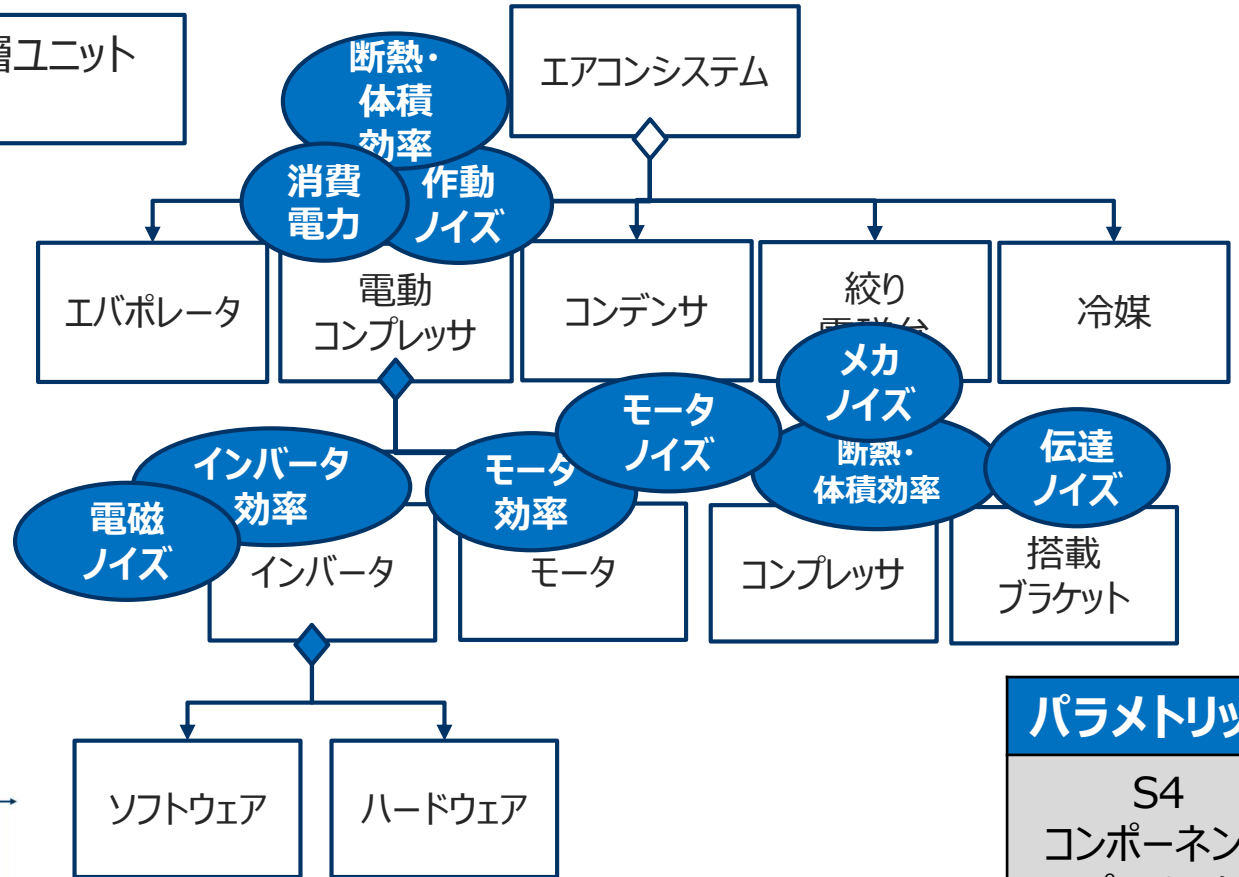 層ユニット
断熱・
体積
効率
エアコンシステム
消費
電力
作動
ノイズ
エバポレータ
電動
コンプレッサ
コンデンサ
絞り
冷媒
メカ
ノイズ
モータ
ノイズ
断熱・
体積効率
伝達
ノイズ
インバータ
効率
モータ
効率
電磁
ノイズ
インバータ
モータ
コンプレッサ
搭載
ブラケット
ソフトウェア
ハードウェア
パラメトリッ
S4
コンポーネン